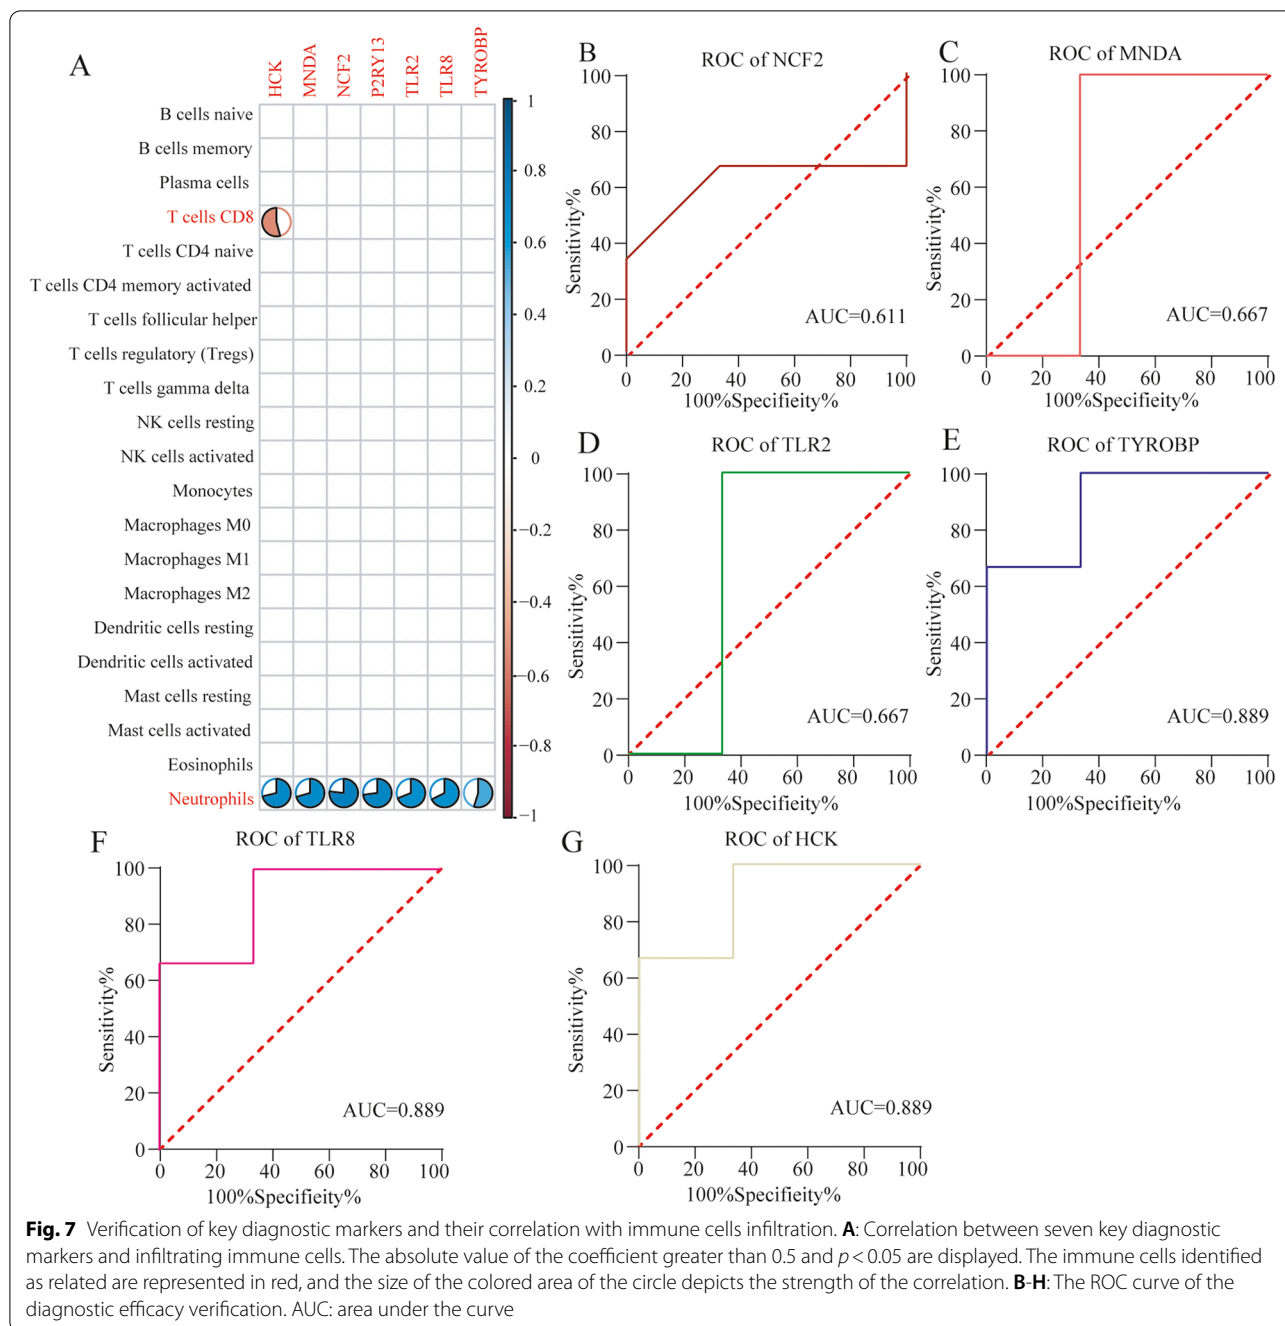 A
HCK
MNDA
NCF2
P2RY13
TLR2
TLR8
TYROBP
B cells naive
B cells memory
Plasma cells
T cells CD8
T cells CD4 naive
T cells CD4 memory activated
T cells follicular helper
T cells regulatory (Tregs)
T cells gamma delta
NK cells resting
NK cells activated
Monocytes
Macrophages M0
Macrophages M1
Macrophages M2
Dendritic cells resting
Dendritic cells activated
Mast cells resting
Mast cells activated
Eosinophils
Neutrophils
1
0.8
0.6
0.4
0.2
0
−0.2
−0.4
−0.6
−0.8
−1
B
ROC of NCF2
100
80
60
40
20
0
Sensitivity%
AUC=0.611
0 20 40 60 80 100
100%Specifieity%
C
ROC of MNDA
100
80
60
40
20
0
Sensitivity%
AUC=0.667
0 20 40 60 80 100
100%Specifieity%
D
ROC of TLR2
100
80
60
40
20
0
Sensitivity%
AUC=0.667
0 20 40 60 80 100
E
ROC of TYROBP
100
80
60
40
20
0
Sensitivity%
AUC=0.889
0 20 40 60 80 100
F
ROC of TLR8
100
80
60
40
20
0
Sensitivity%
AUC=0.889
0 20 40 60 80 100
100%Specifieity%
G
ROC of HCK
100
80
60
40
20
0
Sensitivity%
AUC=0.889
0 20 40 60 80 100
100%Specifieity%
Fig. 7 Verification of key diagnostic markers and their correlation with immune cells infiltration. A: Correlation between seven key diagnostic
markers and infiltrating immune cells. The absolute value of the coefficient greater than 0.5 and p < 0.05 are displayed. The immune cells identified
as related are represented in red, and the size of the colored area of the circle depicts the strength of the correlation. B-H: The ROC curve of the
diagnostic efficacy verification. AUC: area under the curve